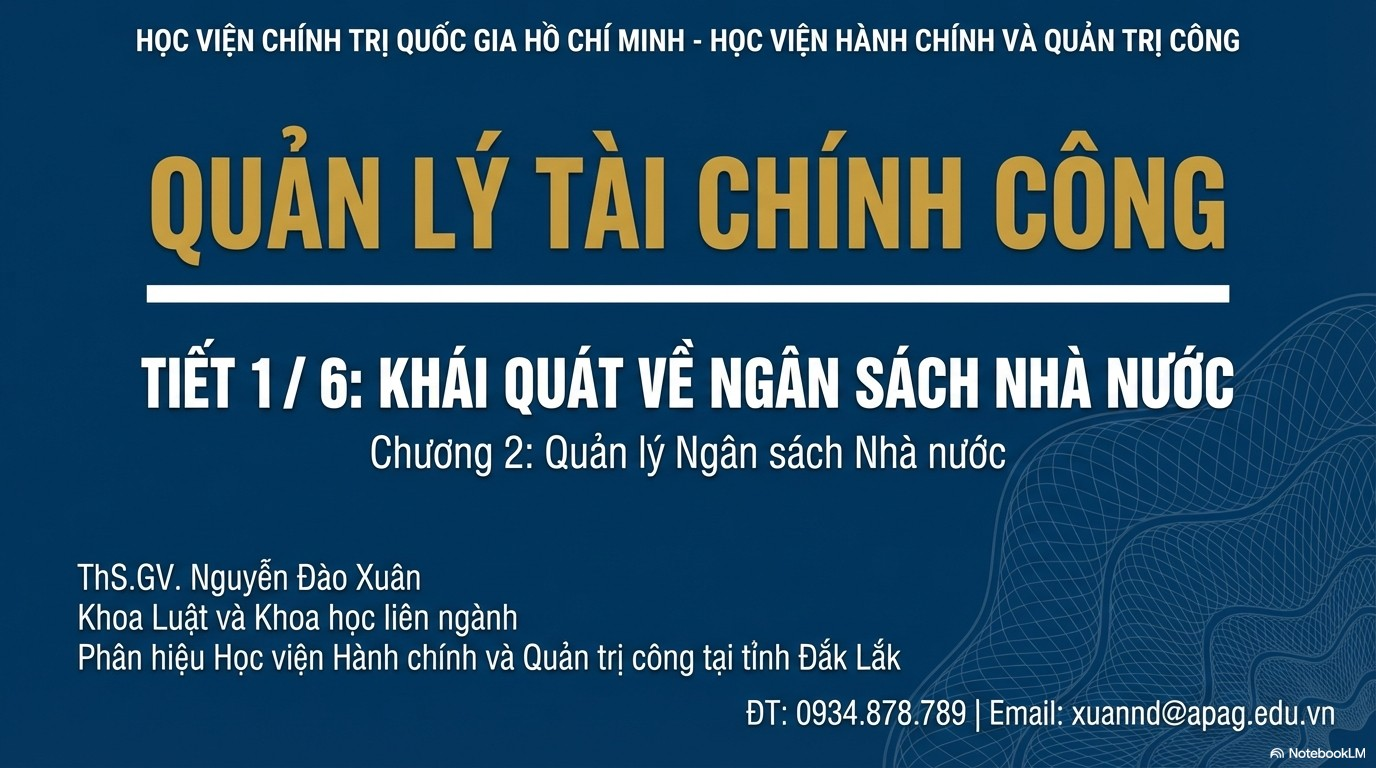 HỌC VIỆN CHÍNH TRỊ QUỐC GIA HỒ CHÍ MINH - HỌC VIỆN HÀNH CHÍNH VÀ QUẢN TRỊ CÔNG
QUẢN LÝ TÀI CHÍNH CÔNG
TIẾT 1 / 6: KHÁI QUÁT VỀ NGÂN SÁCH NHÀ NƯỚC
Chương 2: Quản lý Ngân sách Nhà nước
ThS.GV. Nguyễn Đào Xuân
Khoa Luật và Khoa học liên ngành
Phân hiệu Học viện Hành chính và Quản trị công tại tỉnh Đắk Lắk
ĐT: 0934.878.789 | Email: xuannd@apag.edu.vn
NotebookLM